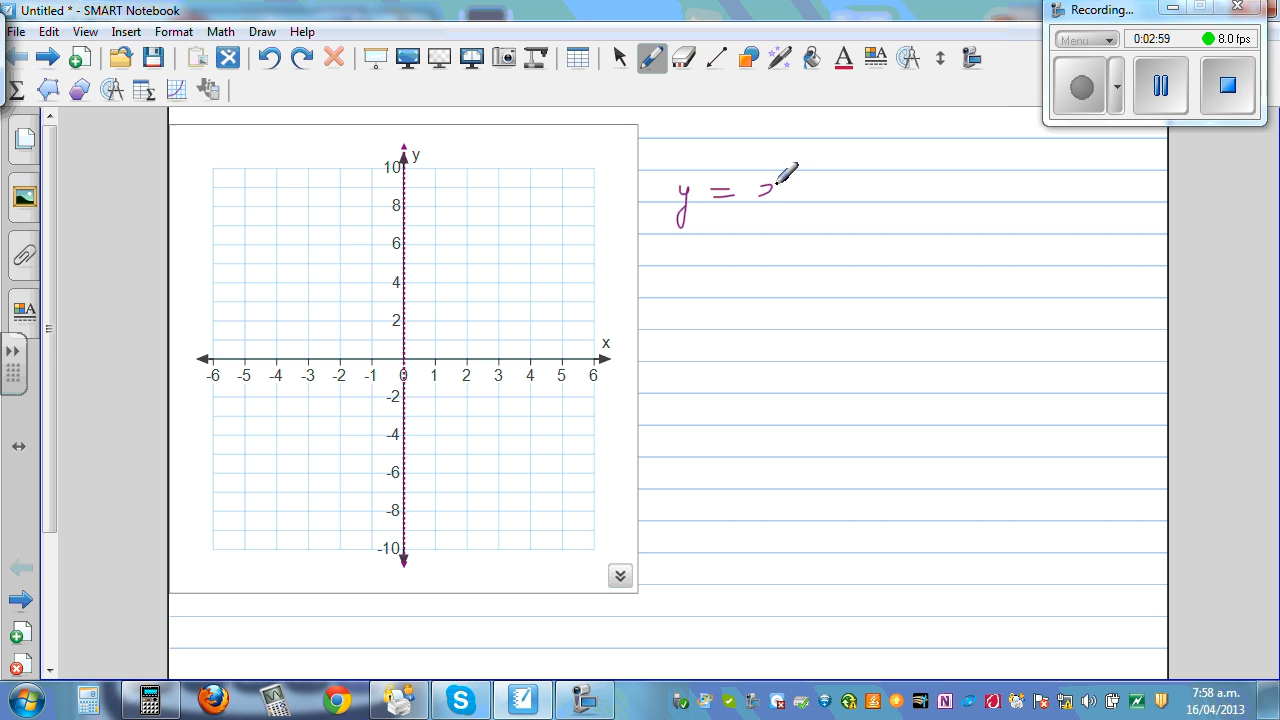 Untitled * - SMART Notebook
File Edit View Insert Format Math Draw Help
Recording...
Menu 0:02:59 8.0 fps
y
10
8
6
4
2
x
-6 -5 -4 -3 -2 -1 0 1 2 3 4 5 6
-2
-4
-6
-8
-10
y =
7:58 a.m.
16/04/2013